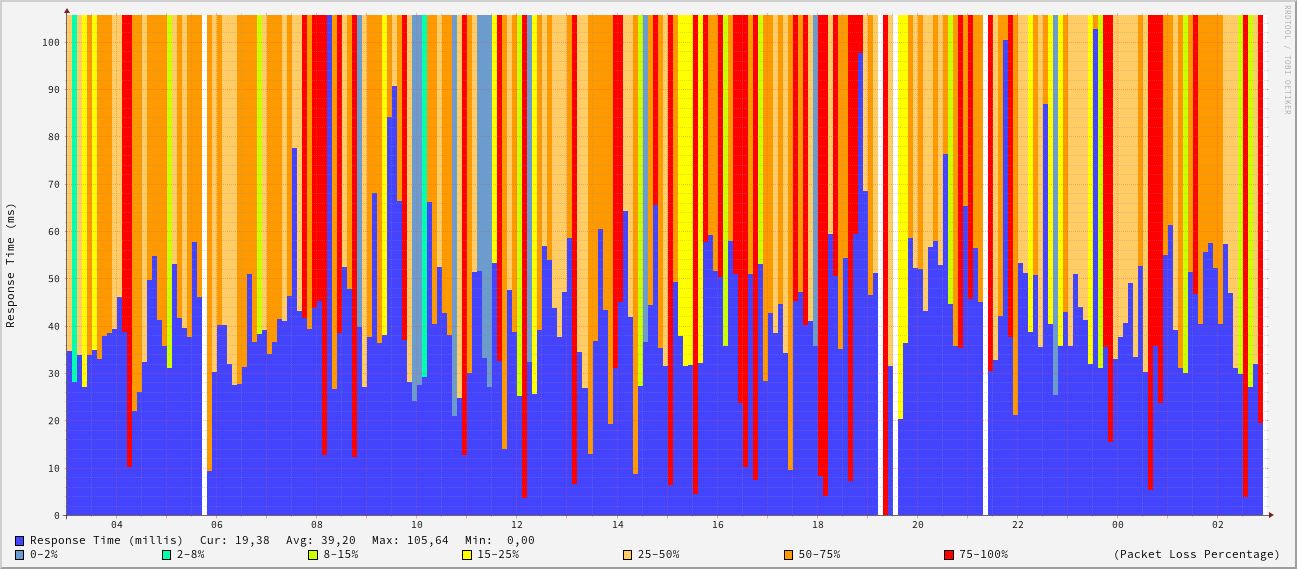 RRDTOOL / TOBI OETIKER
Response Time (ms)
100
90
80
70
60
50
40
30
20
10
0
04 06 08 10 12 14 16 18 20 22 00 02
Response Time (millis) Cur: 19,38 Avg: 39,20 Max: 105,64 Min: 0,00
0-2% 2-8% 8-15% 15-25% 25-50% 50-75% 75-100% (Packet Loss Percentage)